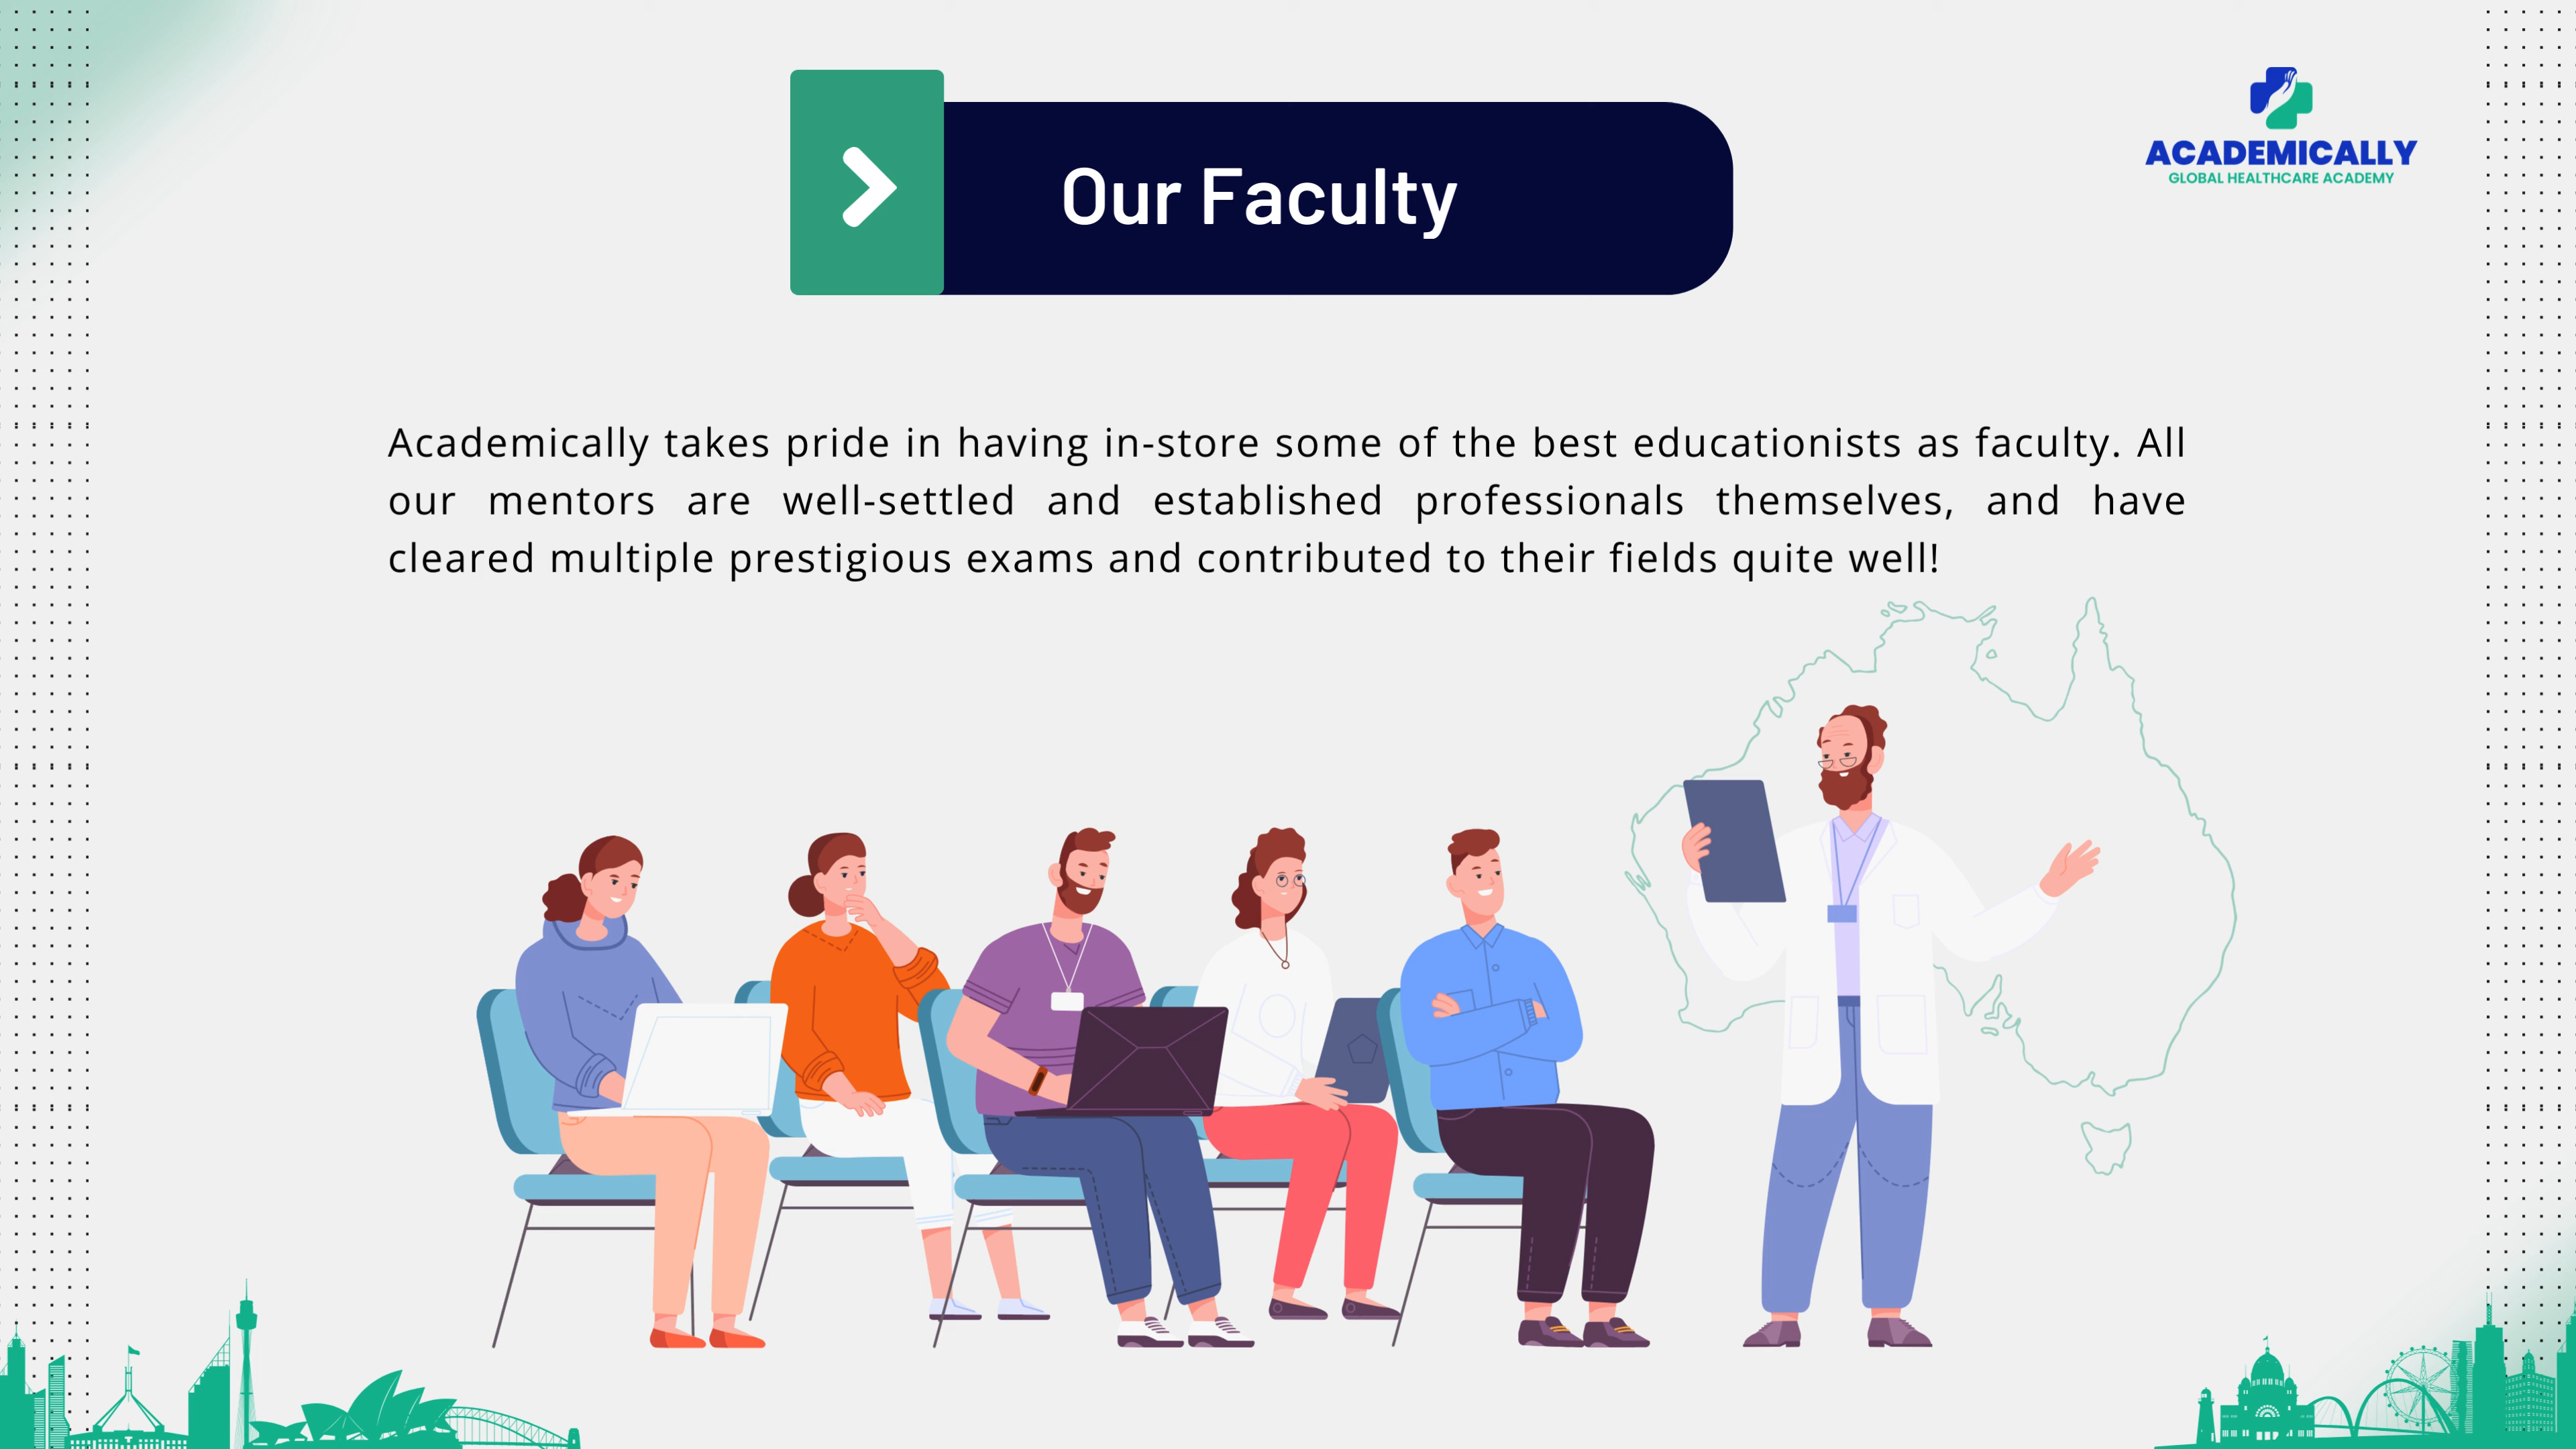 Our Faculty
ACADEMICALLY
GLOBAL HEALTHCARE ACADEMY
Academically takes pride in having in-store some of the best educationists as faculty. All
our mentors are well-settled and established professionals themselves, and have
cleared multiple prestigious exams and contributed to their fields quite well!